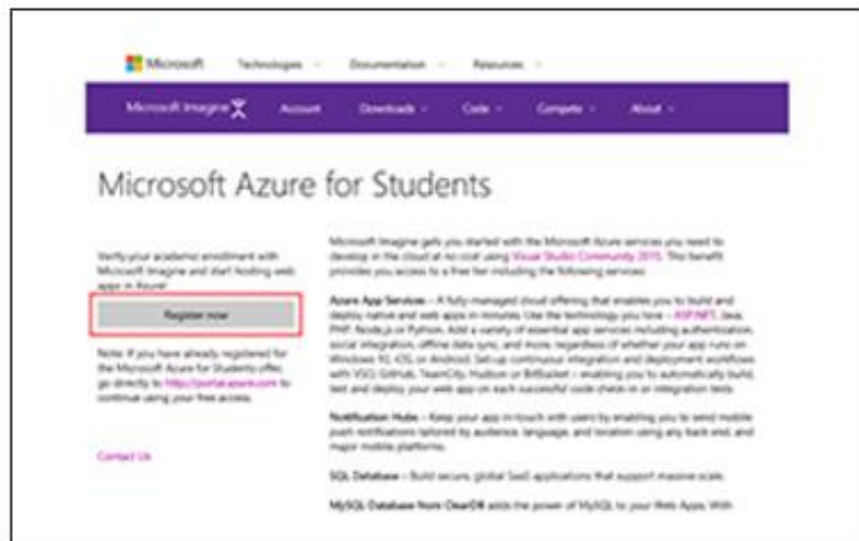 Microsoft Technologies Documentation Resources
Microsoft Imagine Account Downloads Code Compete About
Microsoft Azure for Students
Verify your academic enrollment with
Microsoft Imagine and start hosting web
apps in Azure!
Register now
Note: If you have already registered for
the Microsoft Azure for Students offer,
go directly to http://portal.azure.com to
continue using your free access.
Contact Us
Microsoft Imagine gets you started with the Microsoft Azure services you need to
develop in the cloud at no cost using Visual Studio Community 2015. This benefit
provides you access to a free tier including the following services:
Azure App Services – A fully-managed cloud offering that enables you to build and
deploy native and web apps in minutes. Use the technology you love – ASP.NET, Java,
PHP, Node.js or Python. Add a variety of essential app services including authentication,
social integration, offline data sync, and more, regardless of whether your app runs on
Windows 10, iOS, or Android. Set-up continuous integration and deployment workflows
with VSO, GitHub, TeamCity, Hudson or BitBucket – enabling you to automatically build,
test and deploy your web app on each successful code check-in or integration tests.
Notification Hubs – Keep your app in-touch with users by enabling you to send mobile
push notifications tailored by audience, language, and location using any back end, and
major mobile platforms.
SQL Database – Build secure, global SaaS applications that support massive scale.
MySQL Database from ClearDB adds the power of MySQL to your Web Apps. With